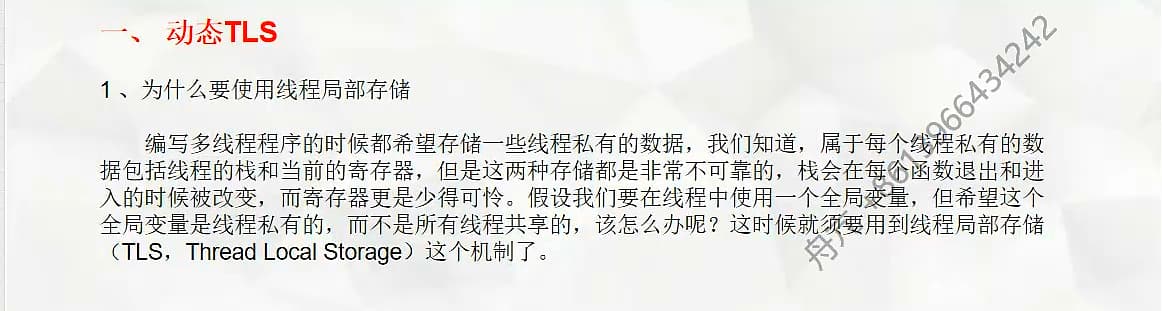 一、 动态TLS
1 、为什么要使用线程局部存储
编写多线程程序的时候都希望存储一些线程私有的数据，我们知道，属于每个线程私有的数
据包括线程的栈和当前的寄存器，但是这两种存储都是非常不可靠的，栈会在每个函数退出和进
入的时候被改变，而寄存器更是少得可怜。假设我们要在线程中使用一个全局变量，但希望这个
全局变量是线程私有的，而不是所有线程共享的，该怎么办呢？这时候就须要用到线程局部存储
（TLS，Thread Local Storage）这个机制了。